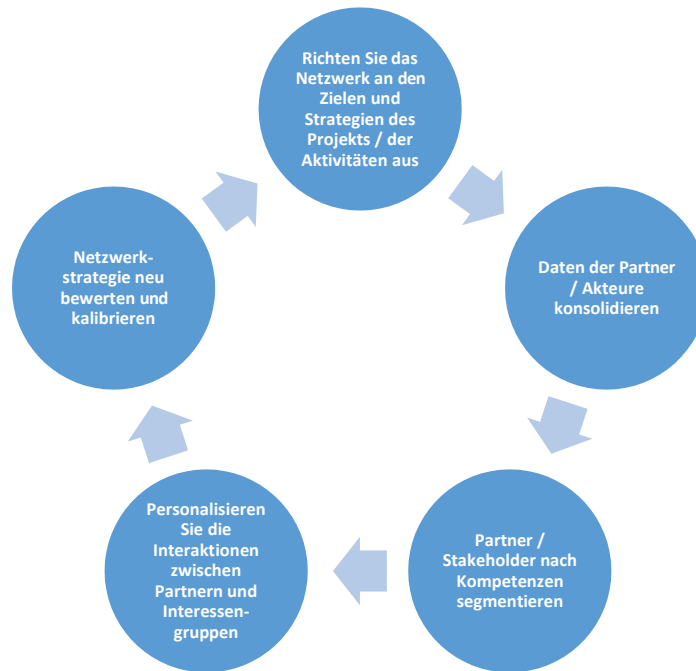 Richten Sie das
Netzwerk an den
Zielen und
Strategien des
Projekts / der
Aktivitäten aus
Daten der Partner
/ Akteure
konsolidieren
Partner /
Stakeholder nach
Kompetenzen
segmentieren
Personalisieren
Sie die
Interaktionen
zwischen
Partnern und
Interessen-
gruppen
Netzwerk-
strategie neu
bewerten und
kalibrieren